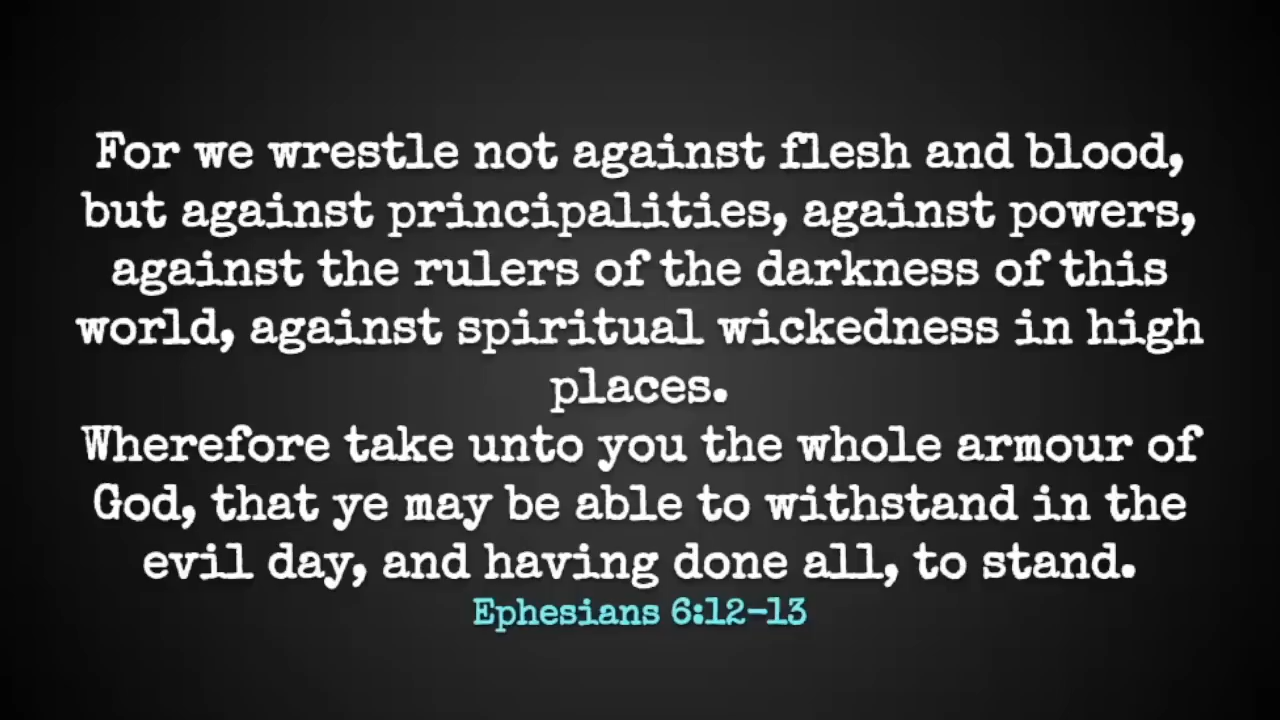 For we wrestle not against flesh and blood,
but against principalities, against powers,
against the rulers of the darkness of this
world, against spiritual wickedness in high
places.
Wherefore take unto you the whole armour of
God, that ye may be able to withstand in the
evil day, and having done all, to stand.
Ephesians 6:12-13